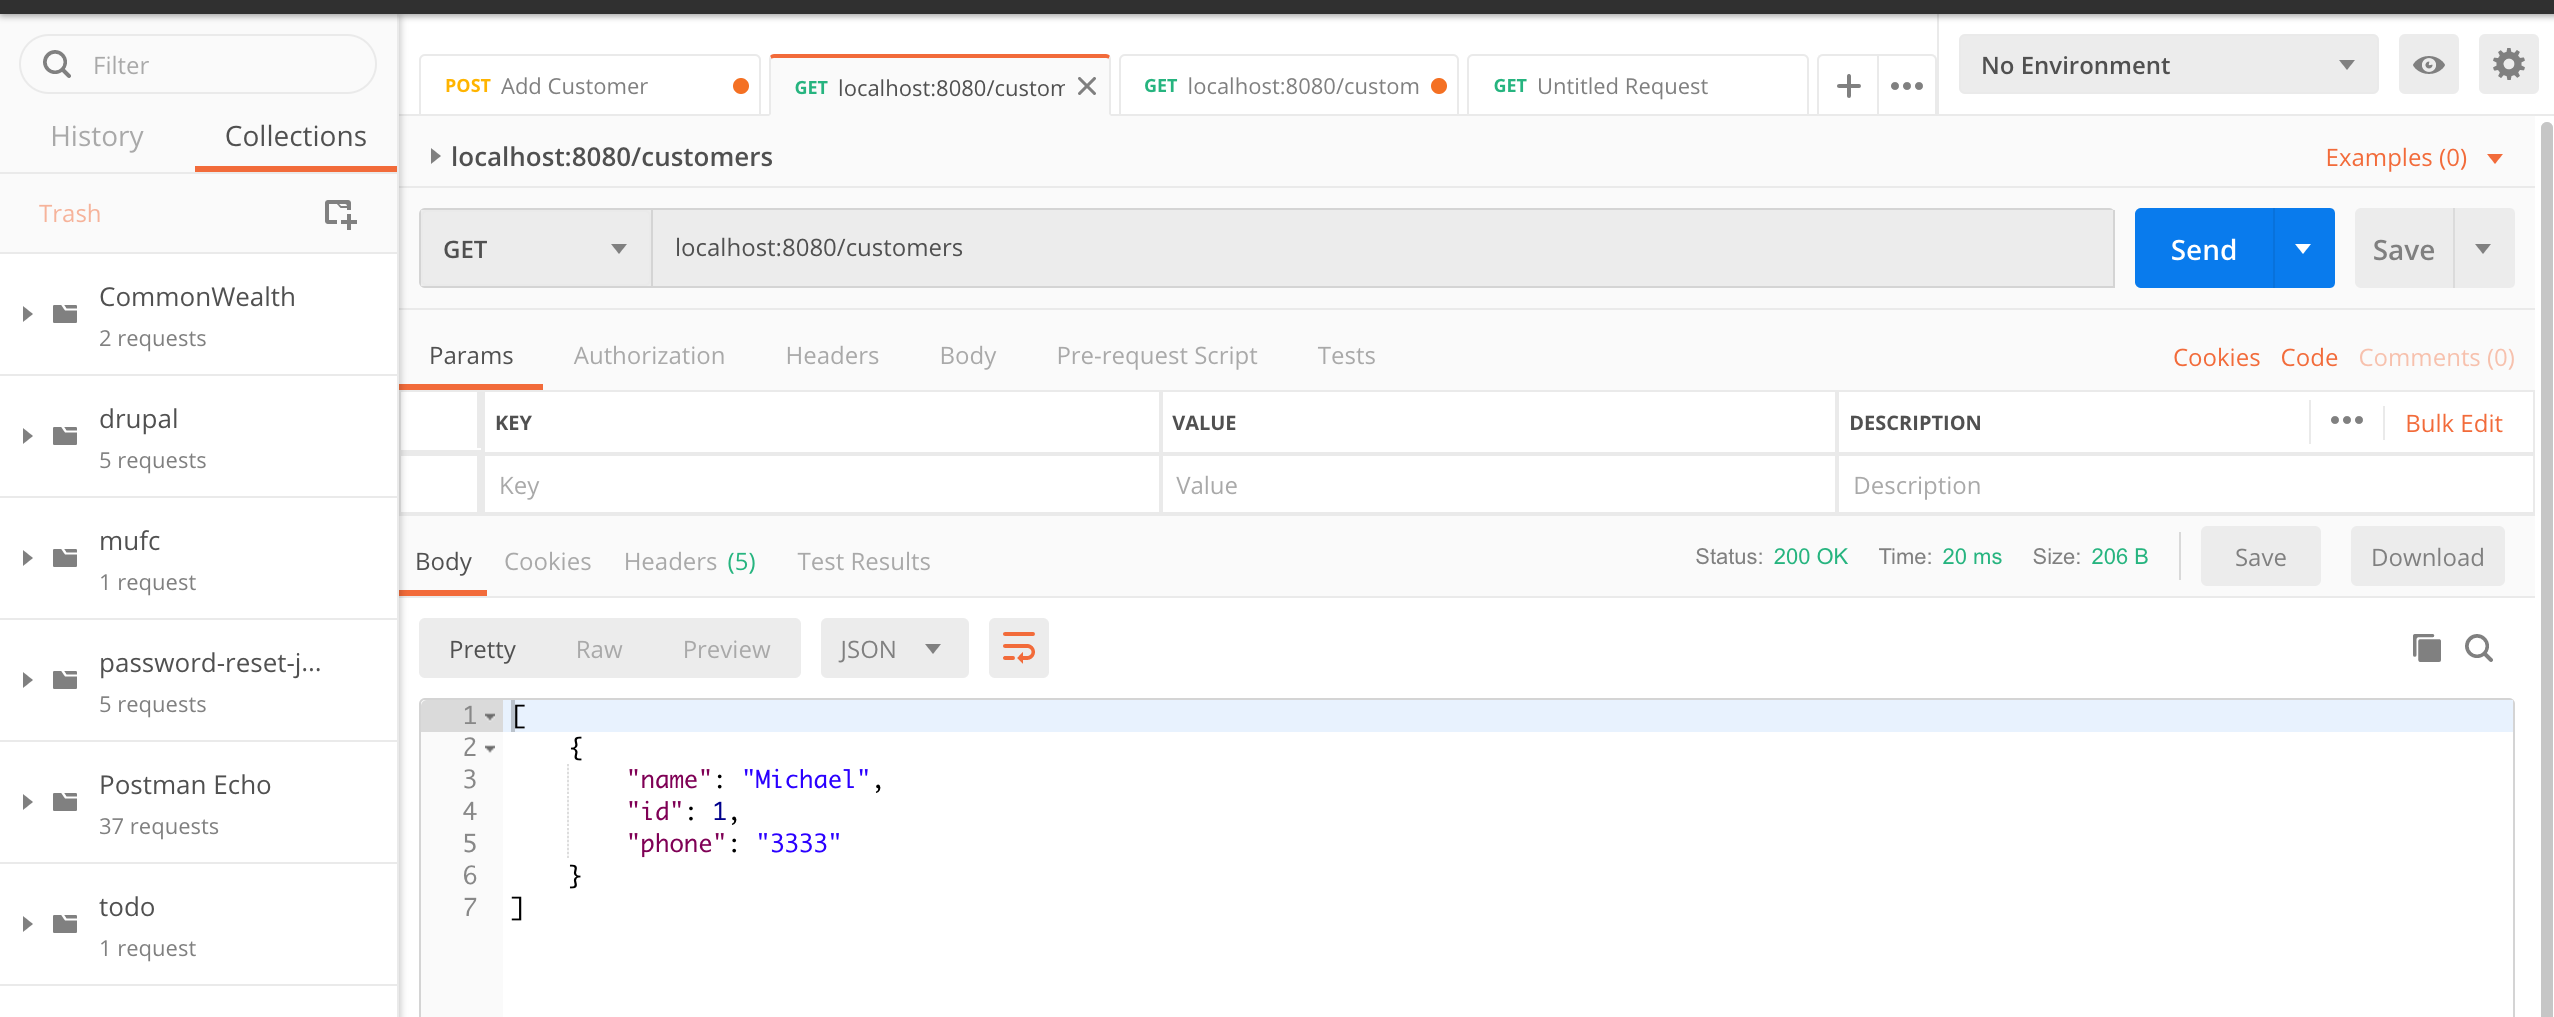 Filter
History Collections
Trash
CommonWealth
2 requests
drupal
5 requests
mufc
1 request
password-reset-j...
5 requests
Postman Echo
37 requests
todo
1 request
POST Add Customer GET localhost:8080/custom GET localhost:8080/custom GET Untitled Request
No Environment
localhost:8080/customers
Examples (0)
GET localhost:8080/customers Send Save
Params Authorization Headers Body Pre-request Script Tests Cookies Code Comments (0)
KEY VALUE DESCRIPTION Bulk Edit
Key Value Description
Body Cookies Headers (5) Test Results Status: 200 OK Time: 20 ms Size: 206 B Save Download
Pretty Raw Preview JSON
1 [
2 {
3 "name": "Michael",
4 "id": 1,
5 "phone": "3333"
6 }
7 ]